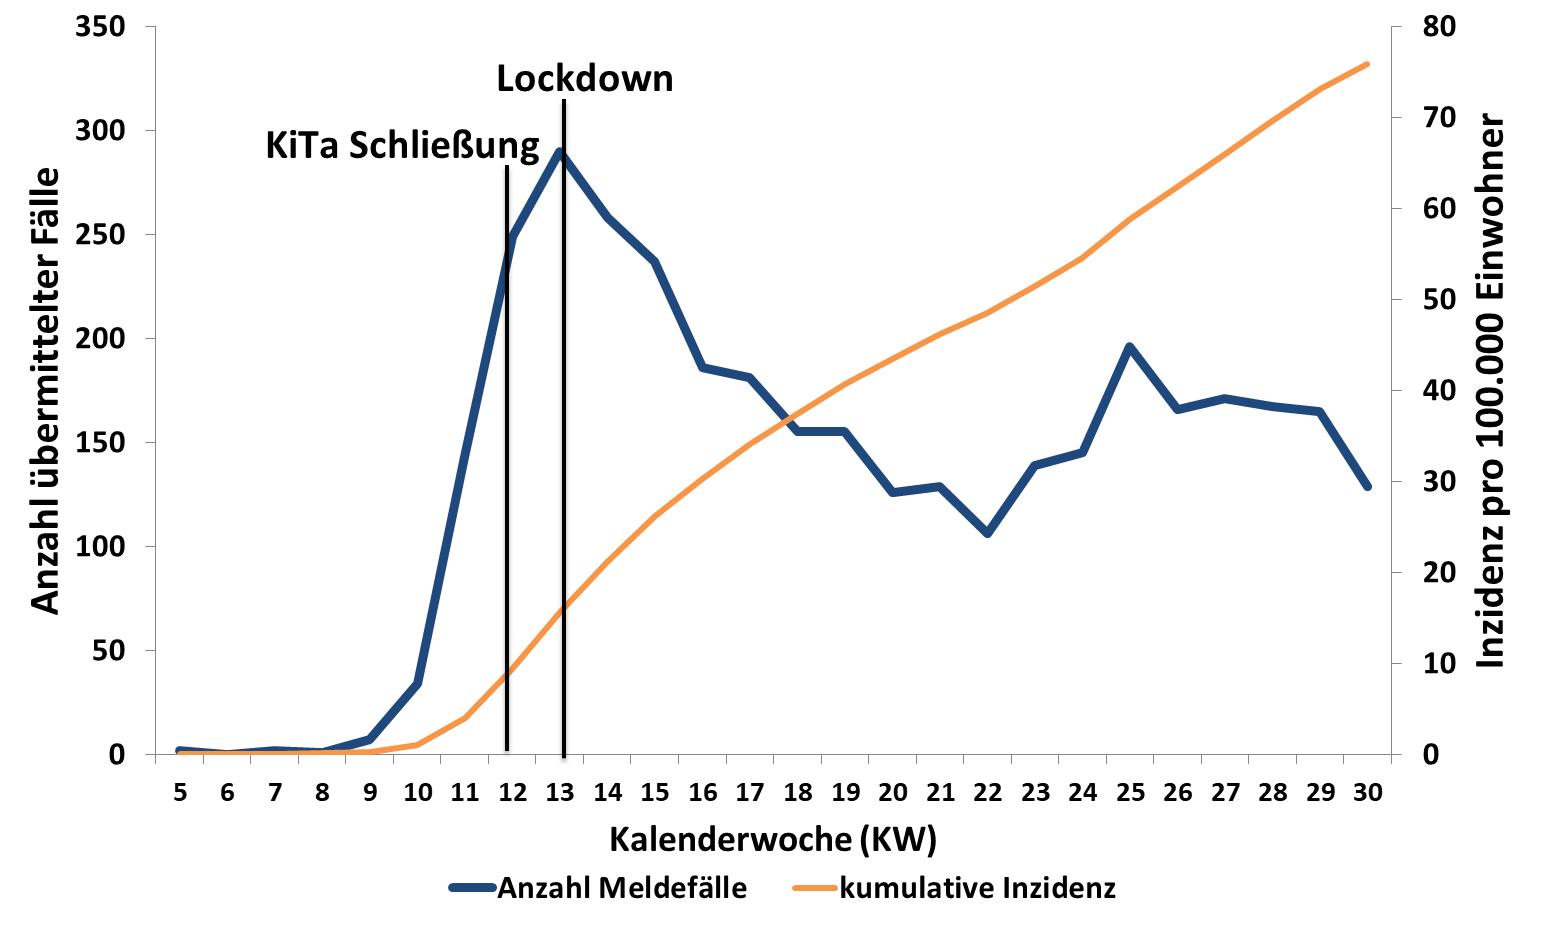 Lockdown
KiTa Schließung
Anzahl übermittelter Fälle
350
300
250
200
150
100
50
0
80
70
60
50
40
30
20
10
0
Inzidenz pro 100.000 Einwohner
5 6 7 8 9 10 11 12 13 14 15 16 17 18 19 20 21 22 23 24 25 26 27 28 29 30
Kalenderwoche (KW)
Anzahl Meldefälle kumulative Inzidenz